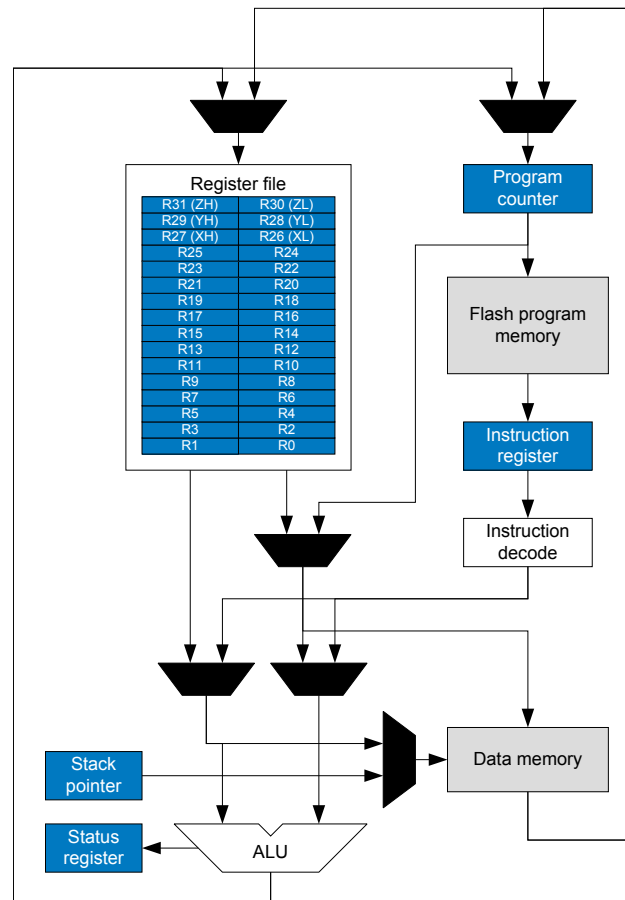 Register file
R31 (ZH) R30 (ZL)
R29 (YH) R28 (YL)
R27 (XH) R26 (XL)
R25 R24
R23 R22
R21 R20
R19 R18
R17 R16
R15 R14
R13 R12
R11 R10
R9 R8
R7 R6
R5 R4
R3 R2
R1 R0
Program
counter
Flash program
memory
Instruction
register
Instruction
decode
Stack
pointer
Data memory
Status
register
ALU